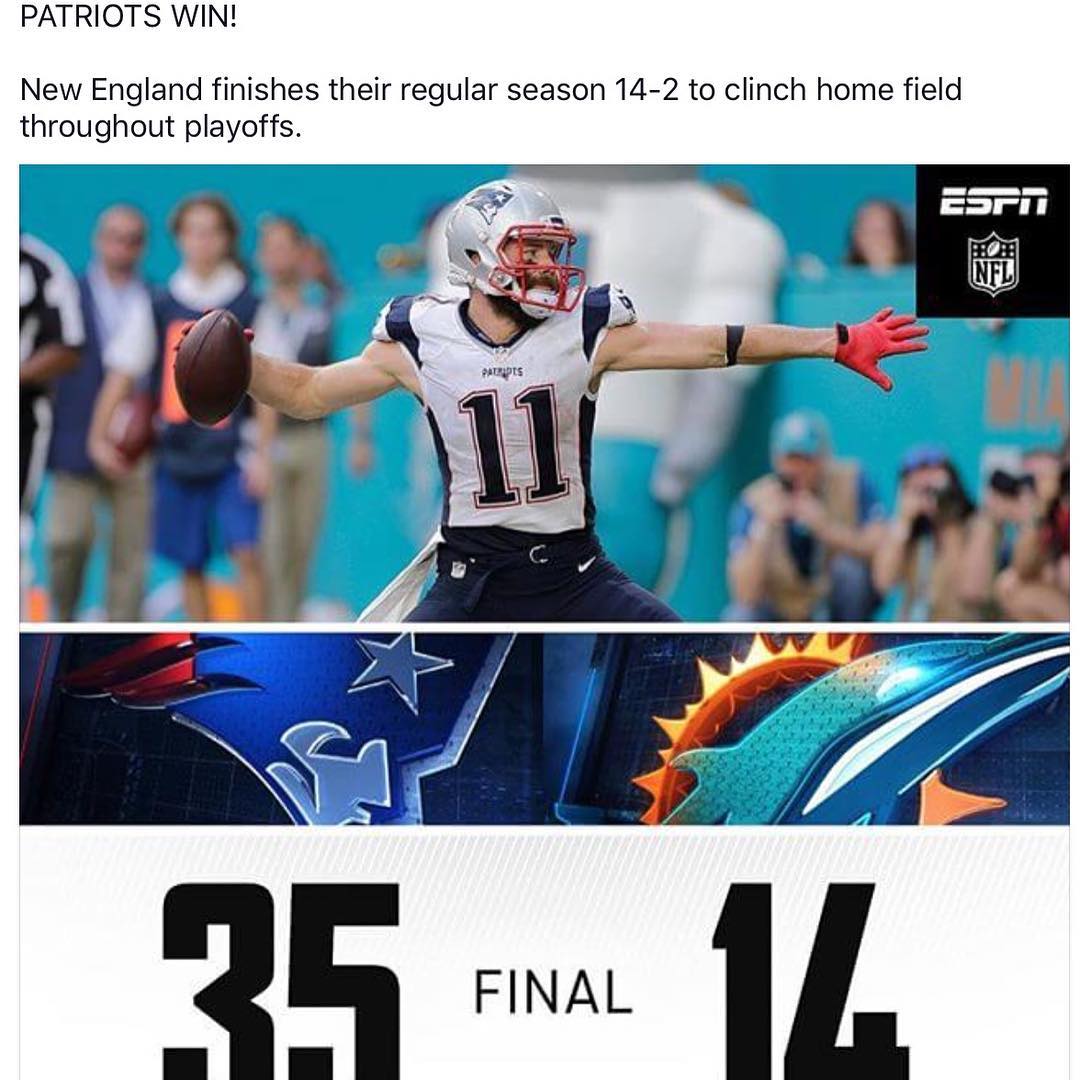 PATRIOTS WIN!
New England finishes their regular season 14-2 to clinch home field
throughout playoffs.
ESPN
NFL
PATRIOTS
11
MIA
35 FINAL 14